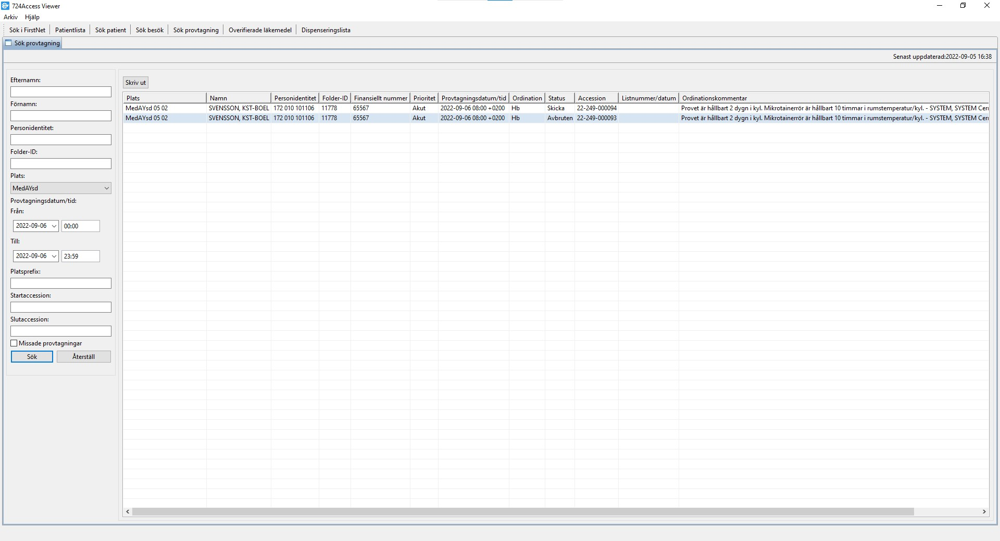 724Access Viewer
Arkiv Hjälp
Sök i FirstNet Patientlista Sök patient Sök besök Sök provtagning Overifierade läkemedel Dispenseringslista
Sök provtagning
Senast uppdaterad:2022-09-05 16:38
Efternamn:
Förnamn:
Personidentitet:
Folder-ID:
Plats:
MedAYsd
Provtagningsdatum/tid:
Från:
2022-09-06 00:00
Till:
2022-09-06 23:59
Platsprefix:
Startaccession:
Slutaccession:
Missade provtagningar
Sök Återställ
Skriv ut
Plats Namn Personidentitet Folder-ID Finansiellt nummer Prioritet Provtagningsdatum/tid Ordination Status Accession Listnummer/datum Ordinationskommentar
MedAYsd 05 02 SVENSSON, KST-BOEL 172 010 101106 11778 65567 Akut 2022-09-06 08:00 +0200 Hb Skicka 22-249-000094 Provet är hållbart 2 dygn i kyl. Mikrotainerrör är hållbart 10 timmar i rumstemperatur/kyl. - SYSTEM, SYSTEM Cerr
MedAYsd 05 02 SVENSSON, KST-BOEL 172 010 101106 11778 65567 Akut 2022-09-06 08:00 +0200 Hb Avbruten 22-249-000093 Provet är hållbart 2 dygn i kyl. Mikrotainerrör är hållbart 10 timmar i rumstemperatur/kyl. - SYSTEM, SYSTEM Cerr